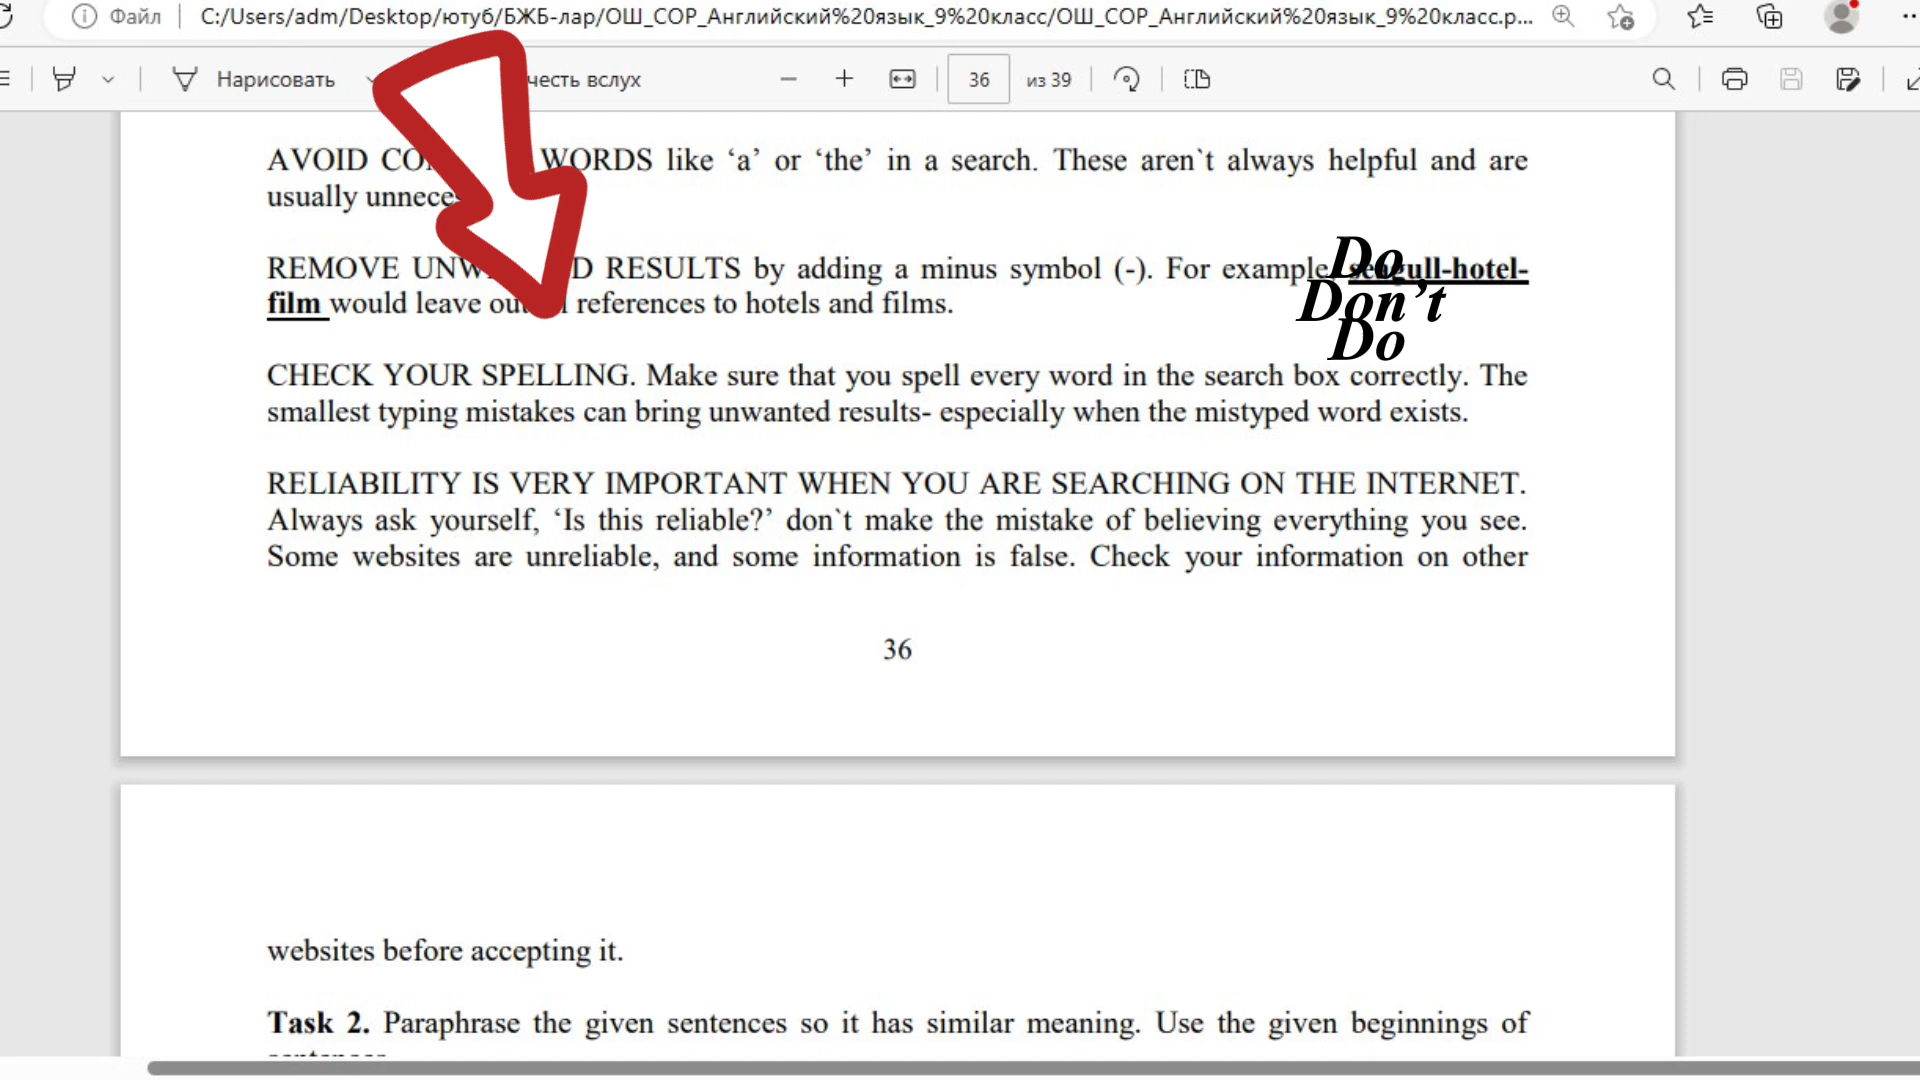 Файл C:/Users/adm/Desktop/ютуб/БЖБ-лар/ОШ_СОР_Английский%20язык_9%20класс/ОШ_СОР_Английский%20язык_9%20класс.p...
Нарисовать честь вслух 36 из 39
AVOID WORDS like ‘a’ or ‘the’ in a search. These aren`t always helpful and are
usually
REMOVE RESULTS by adding a minus symbol (-). For example, seagull-hotel-
film would leave references to hotels and films.
Do
Don’t
Do
CHECK YOUR SPELLING. Make sure that you spell every word in the search box correctly. The
smallest typing mistakes can bring unwanted results- especially when the mistyped word exists.
RELIABILITY IS VERY IMPORTANT WHEN YOU ARE SEARCHING ON THE INTERNET.
Always ask yourself, ‘Is this reliable?’ don`t make the mistake of believing everything you see.
Some websites are unreliable, and some information is false. Check your information on other
36
websites before accepting it.
Task 2. Paraphrase the given sentences so it has similar meaning. Use the given beginnings of